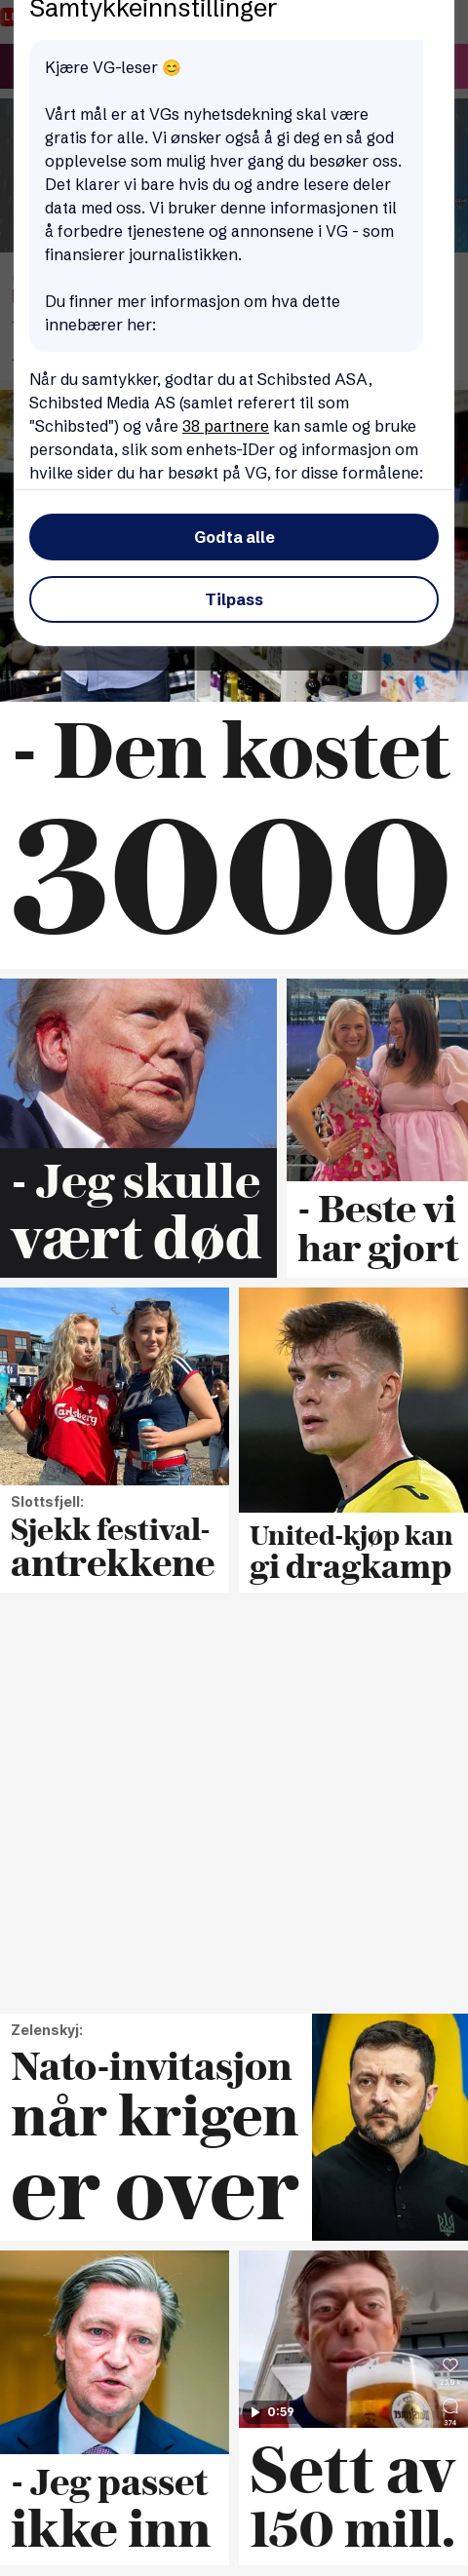 Samtykkeinnstillinger
Kjære VG-leser 😊
Vårt mål er at VGs nyhetsdekning skal være
gratis for alle. Vi ønsker også å gi deg en så god
opplevelse som mulig hver gang du besøker oss.
Det klarer vi bare hvis du og andre lesere deler
data med oss. Vi bruker denne informasjonen til
å forbedre tjenestene og annonsene i VG - som
finansierer journalistikken.
Du finner mer informasjon om hva dette
innebærer her:
Når du samtykker, godtar du at Schibsted ASA,
Schibsted Media AS (samlet referert til som
"Schibsted") og våre 38 partnere kan samle og bruke
persondata, slik som enhets-IDer og informasjon om
hvilke sider du har besøkt på VG, for disse formålene:
Godta alle
Tilpass
- Den kostet
3000
- Jeg skulle
vært død
- Beste vi
har gjort
Carlsberg
Slottsfjell:
Sjekk festival-
antrekkene
United-kjøp kan
gi dragkamp
Zelenskyj:
Nato-invitasjon
når krigen
er over
0:59
374
- Jeg passet
ikke inn
Sett av
150 mill.